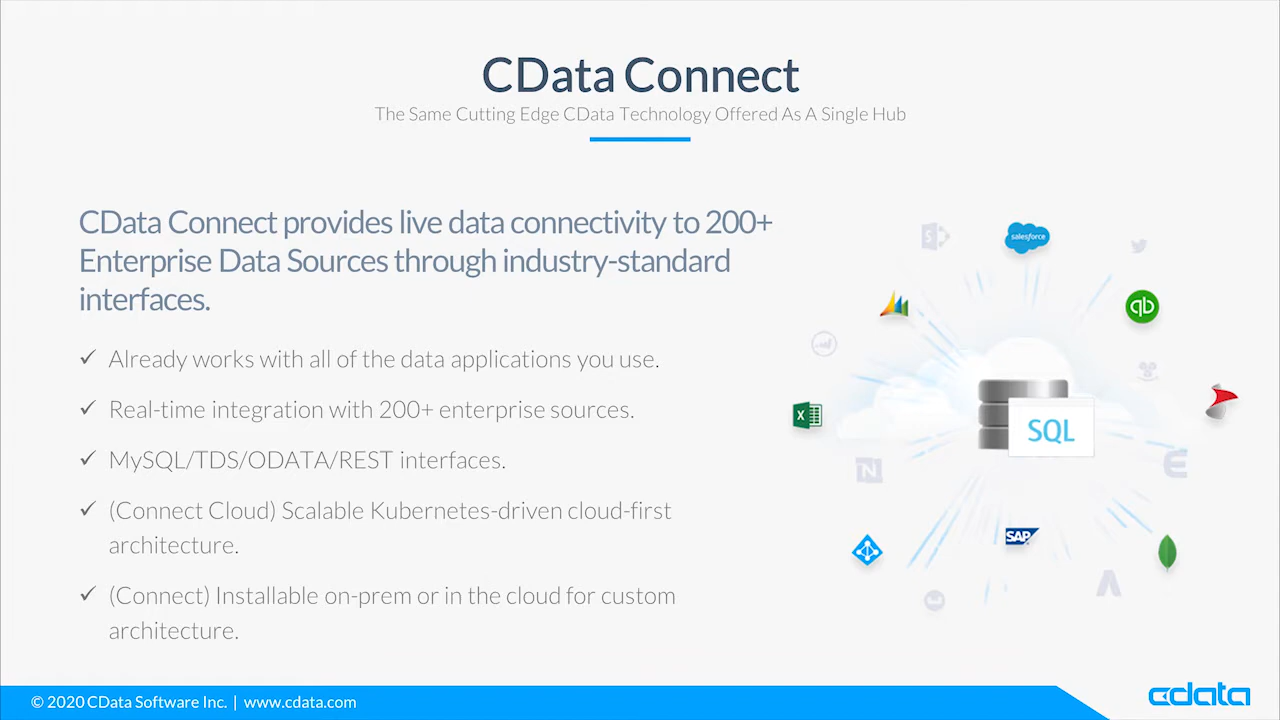 CData Connect
The Same Cutting Edge CData Technology Offered As A Single Hub
CData Connect provides live data connectivity to 200+
Enterprise Data Sources through industry-standard
interfaces.
✓ Already works with all of the data applications you use.
✓ Real-time integration with 200+ enterprise sources.
✓ MySQL/TDS/ODATA/REST interfaces.
✓ (Connect Cloud) Scalable Kubernetes-driven cloud-first
architecture.
✓ (Connect) Installable on-prem or in the cloud for custom
architecture.
salesforce
qb
X
SQL
N
SAP
© 2020 CData Software Inc. | www.cdata.com
cdata